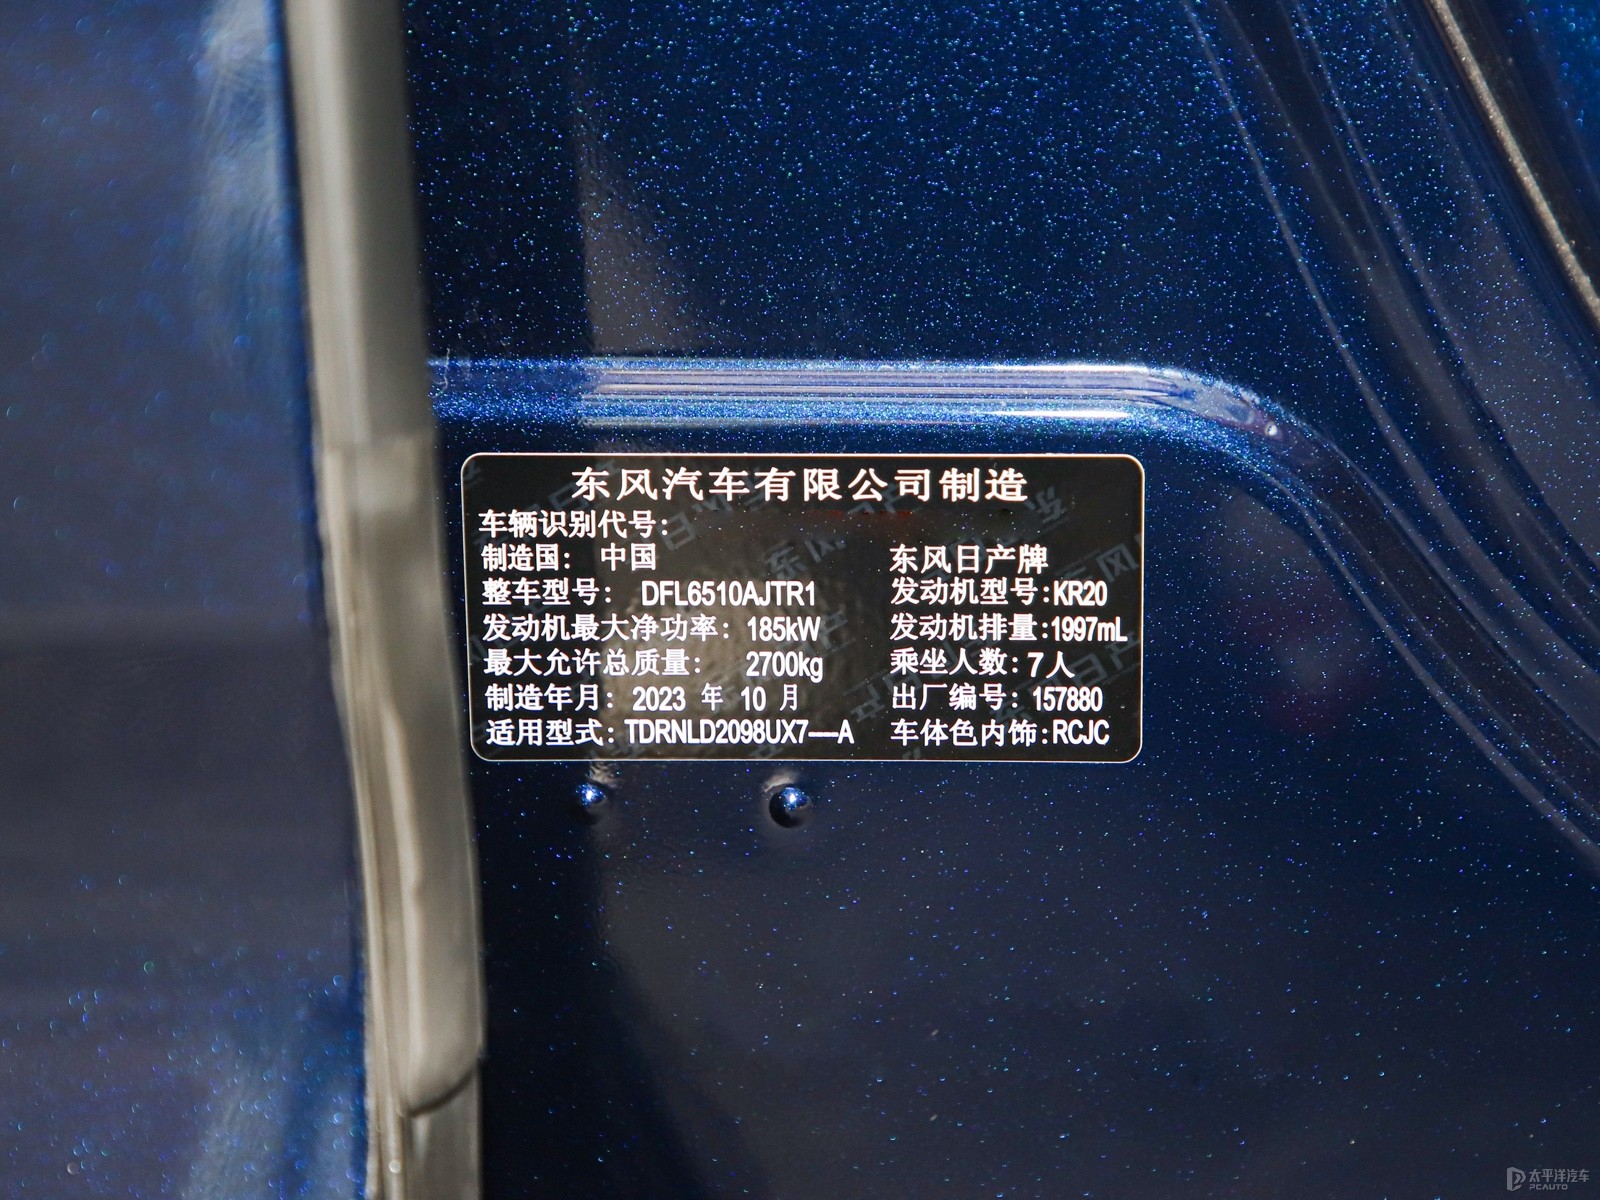 东风汽车有限公司制造
车辆识别代号：
制造国： 中国 东风日产牌
整车型号： DFL6510AJTR1 发动机型号:KR20
发动机最大净功率：185kW 发动机排量:1997mL
最大允许总质量： 2700kg 乘坐人数：7人
制造年月：2023 年 10 月 出厂编号：157880
适用型式：TDRNLD2098UX7—A 车体色内饰:RCJC
太平洋汽车
PCAUTO